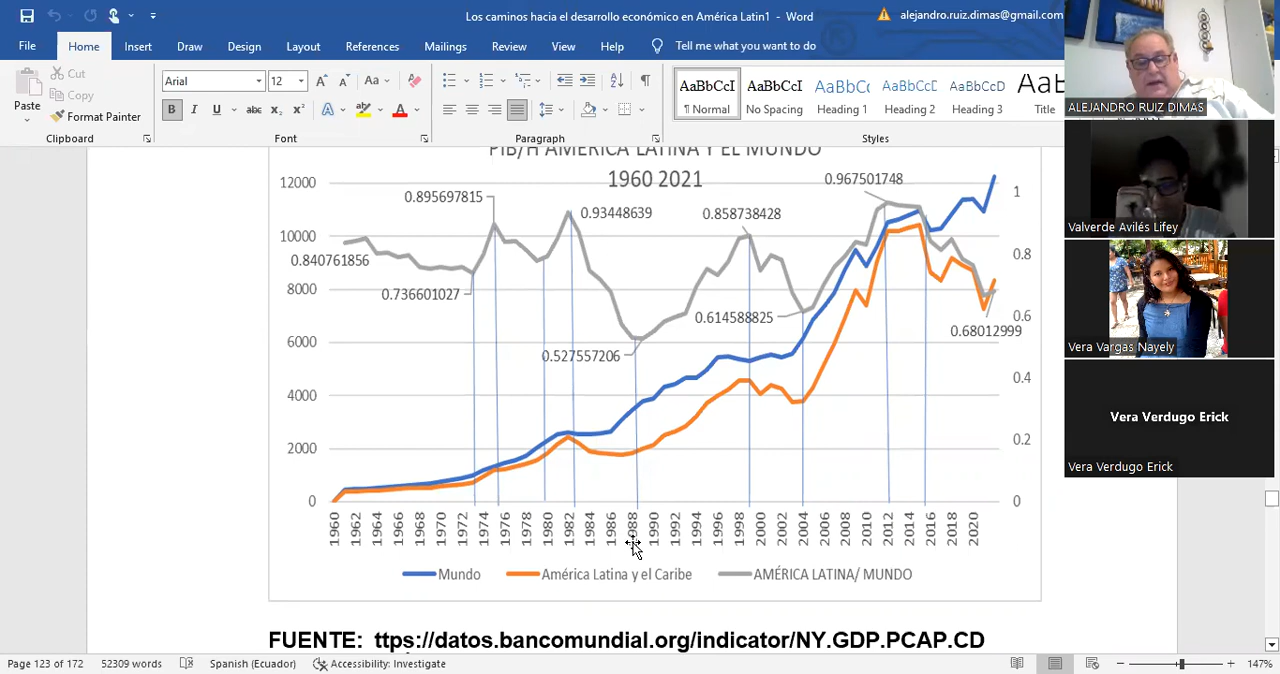 Los caminos hacia el desarrollo económico en América Latin1 - Word
alejandro.ruiz.dimas@gmail.com
File Home Insert Draw Design Layout References Mailings Review View Help Tell me what you want to do
Paste
Cut
Copy
Format Painter
Clipboard
Arial 12
Font
Paragraph
AaBbCcI AaBbCcI AaBbCc AaBbCcI AaBbCcD
¶ Normal No Spacing Heading 1 Heading 2 Heading 3 Title
Styles
ALEJANDRO RUIZ DIMAS
Valverde Avilés Lifey
Vera Vargas Nayely
Vera Verdugo Erick
Vera Verdugo Erick
PIB/H AMERICA LATINA Y EL MUNDO
1960 2021
12000
10000
8000
6000
4000
2000
0
0.895697815
0.93448639
0.858738428
0.967501748
0.840761856
0.736601027
0.527557206
0.614588825
0.68012999
1
0.8
0.6
0.4
0.2
0
1960 1962 1964 1966 1968 1970 1972 1974 1976 1978 1980 1982 1984 1986 1988 1990 1992 1994 1996 1998 2000 2002 2004 2006 2008 2010 2012 2014 2016 2018 2020
Mundo América Latina y el Caribe AMÉRICA LATINA/ MUNDO
FUENTE: ttps://datos.bancomundial.org/indicator/NY.GDP.PCAP.CD
Page 123 of 172 52309 words Spanish (Ecuador) Accessibility: Investigate 147%